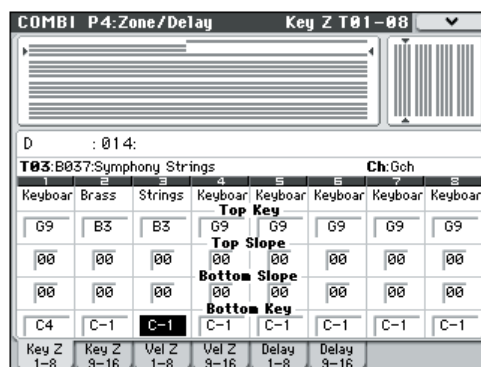 COMBI P4:Zone/Delay Key Z T01-08
D :014:
T03:B037:Symphony Strings Ch:Gch
1 2 3 4 5 6 7 8
Keyboar Brass Strings Keyboar Keyboar Keyboar Keyboar Keyboar
Top Key
G9 B3 B3 G9 G9 G9 G9 G9
Top Slope
00 00 00 00 00 00 00 00
Bottom Slope
00 00 00 00 00 00 00 00
Bottom Key
C4 C-1 C-1 C-1 C-1 C-1 C-1 C-1
Key Z 1-8 Key Z 9-16 Vel Z 1-8 Vel Z 9-16 Delay 1-8 Delay 9-16